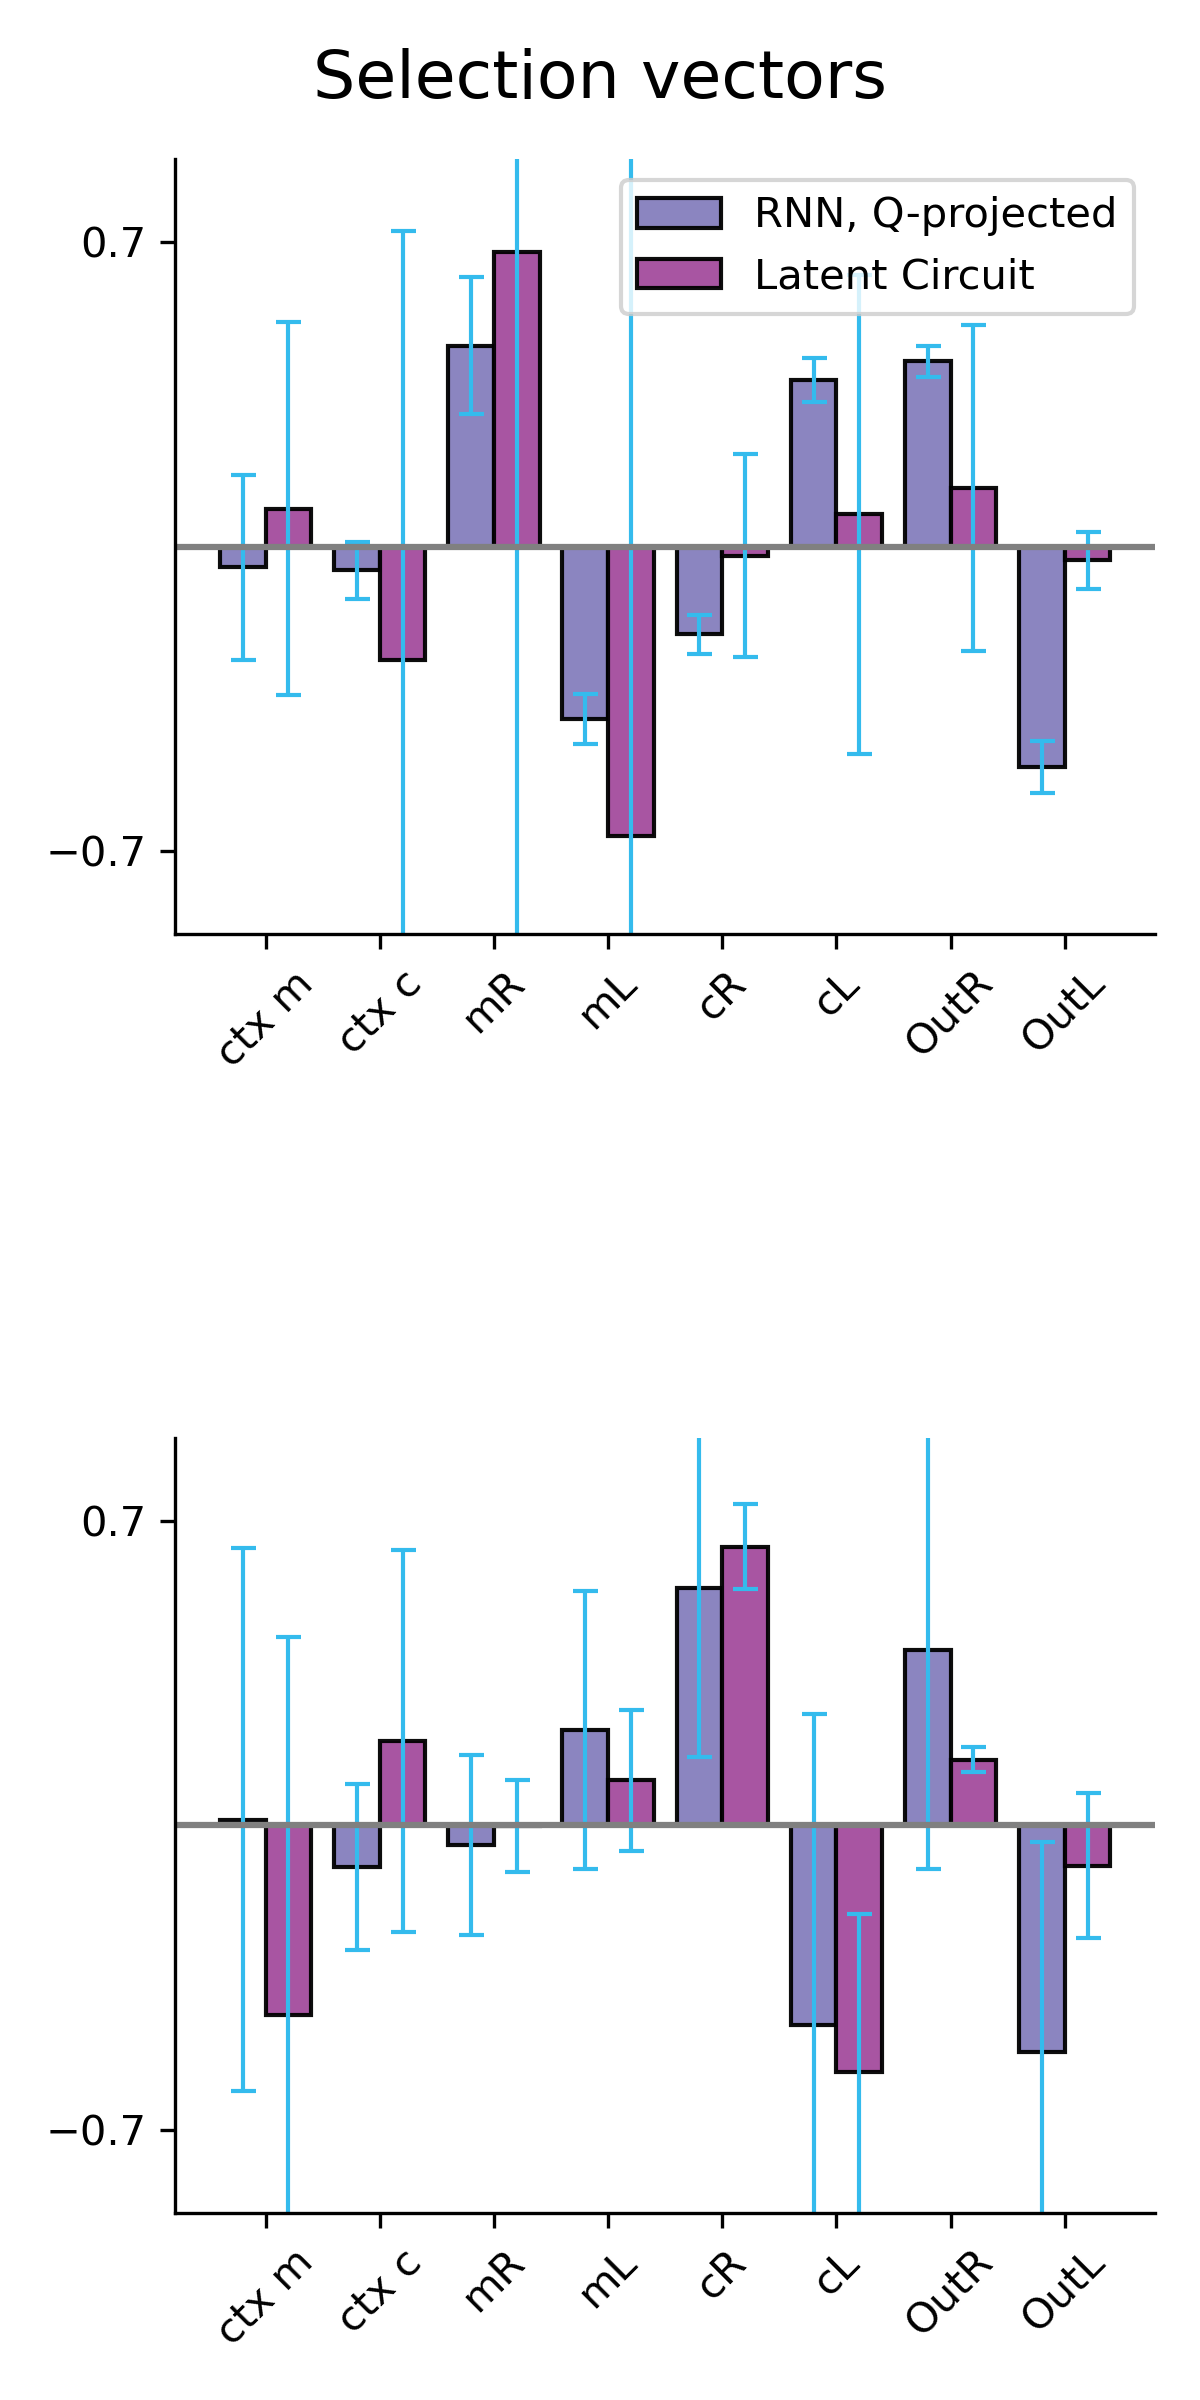 Selection vectors
0.7
−0.7
RNN, Q-projected
Latent Circuit
ctx m
ctx c
mR
mL
cR
cL
OutR
OutL
0.7
−0.7
ctx m
ctx c
mR
mL
cR
cL
OutR
OutL